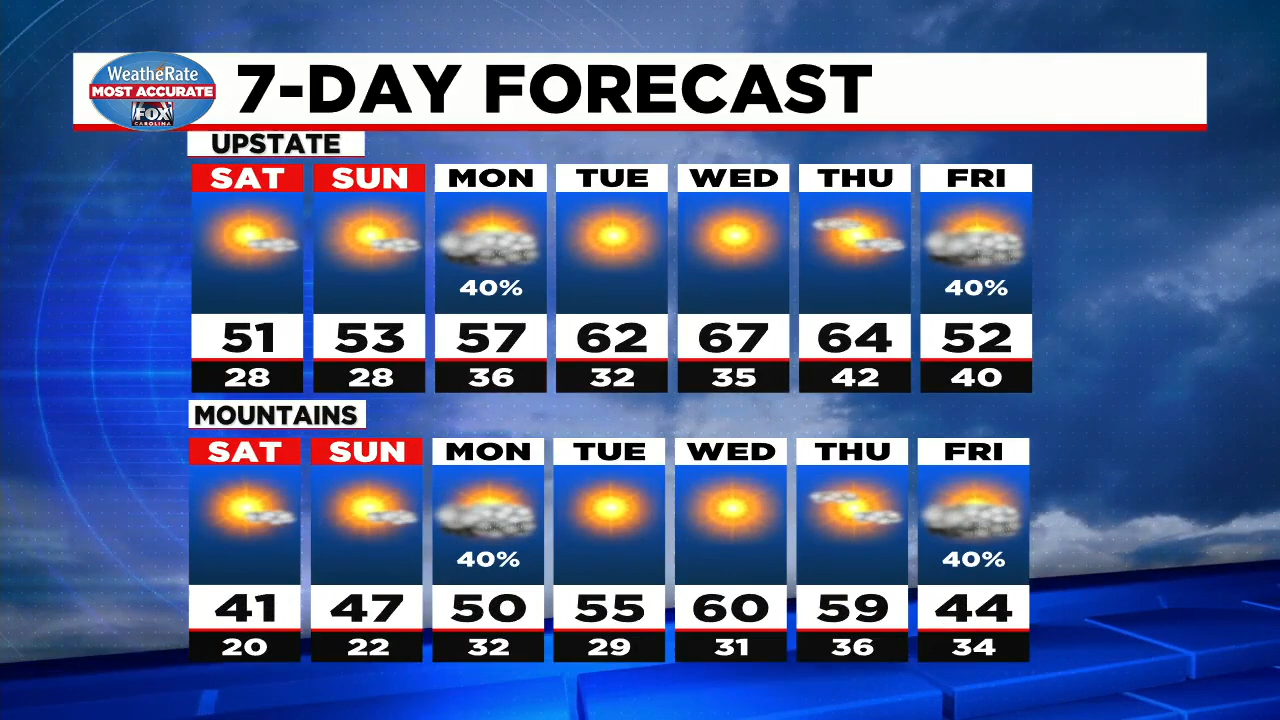 WeatheRate
MOST ACCURATE
FOX
CAROLINA
7-DAY FORECAST
UPSTATE
SAT SUN MON TUE WED THU FRI
40% 40%
51 53 57 62 67 64 52
28 28 36 32 35 42 40
MOUNTAINS
SAT SUN MON TUE WED THU FRI
40% 40%
41 47 50 55 60 59 44
20 22 32 29 31 36 34